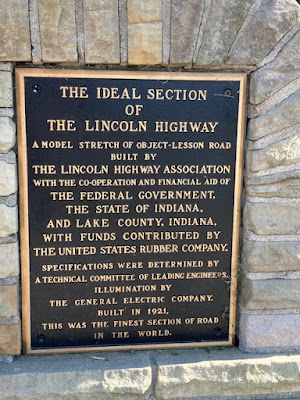 THE IDEAL SECTION
OF
THE LINCOLN HIGHWAY
A MODEL STRETCH OF OBJECT-LESSON ROAD
BUILT BY
THE LINCOLN HIGHWAY ASSOCIATION
WITH THE CO-OPERATION AND FINANCIAL AID OF
THE FEDERAL GOVERNMENT,
THE STATE OF INDIANA,
AND LAKE COUNTY, INDIANA,
WITH FUNDS CONTRIBUTED BY
THE UNITED STATES RUBBER COMPANY.
SPECIFICATIONS WERE DETERMINED BY
A TECHNICAL COMMITTEE OF LEADING ENGINEERS.
ILLUMINATION BY
THE GENERAL ELECTRIC COMPANY.
BUILT IN 1921,
THIS WAS THE FINEST SECTION OF ROAD
IN THE WORLD.